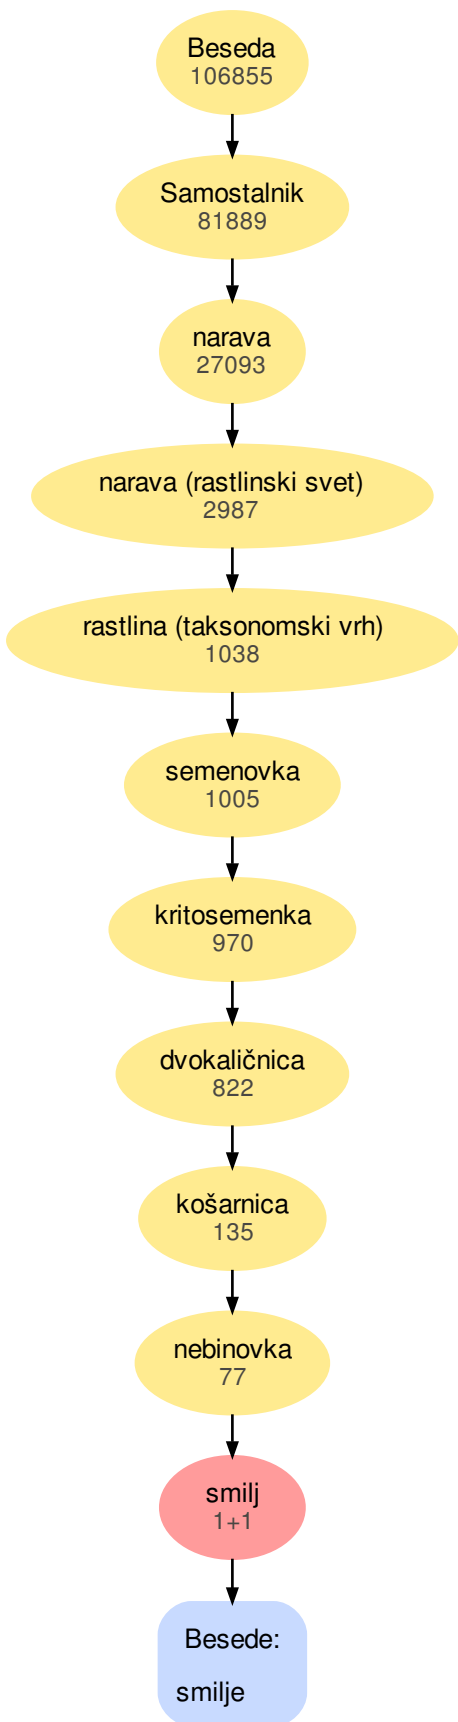 Beseda
106855
Samostalnik
81889
narava
27093
narava (rastlinski svet)
2987
rastlina (taksonomski vrh)
1038
semenovka
1005
kritosemenka
970
dvokaličnica
822
košarnica
135
nebinovka
77
smilj
1+1
Besede:
smilje